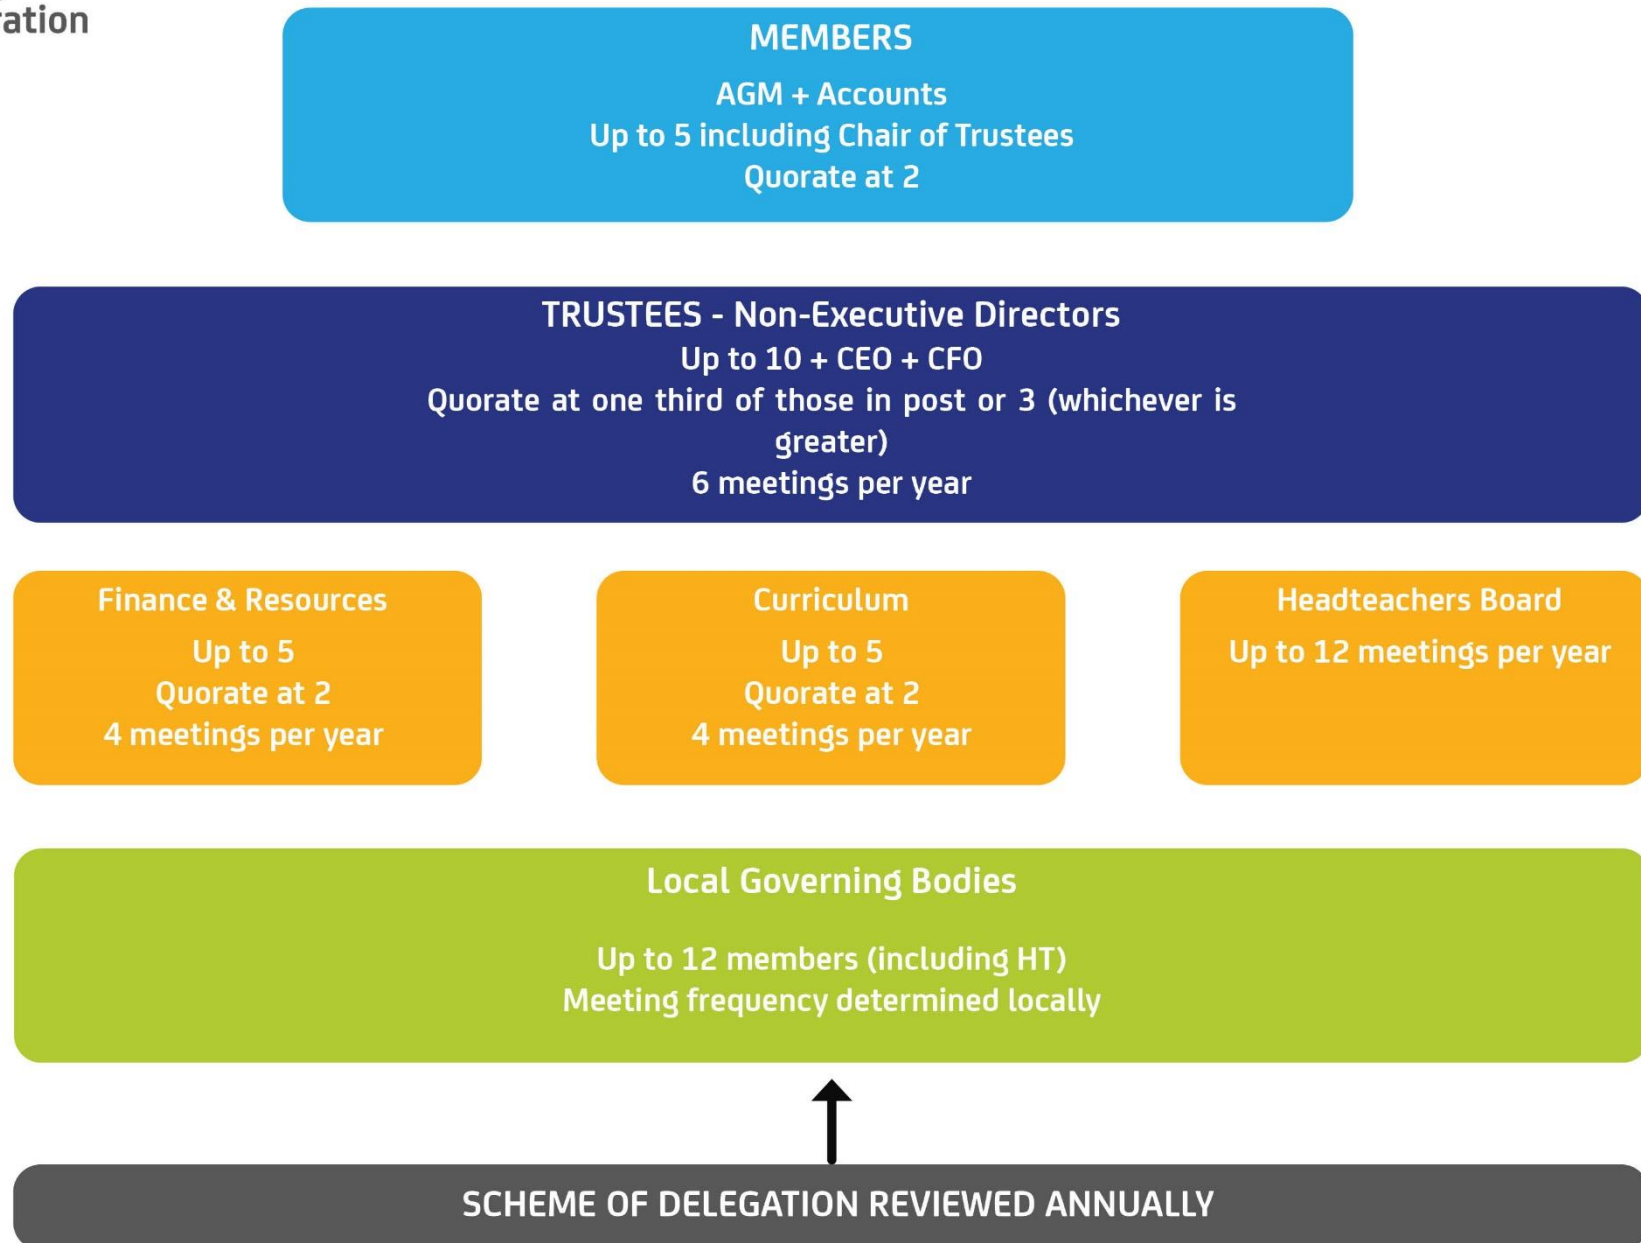 MEMBERS
AGM + Accounts
Up to 5 including Chair of Trustees
Quorate at 2
TRUSTEES - Non-Executive Directors
Up to 10 + CEO + CFO
Quorate at one third of those in post or 3 (whichever is
greater)
6 meetings per year
Finance & Resources
Up to 5
Quorate at 2
4 meetings per year
Curriculum
Up to 5
Quorate at 2
4 meetings per year
Headteachers Board
Up to 12 meetings per year
Local Governing Bodies
Up to 12 members (including HT)
Meeting frequency determined locally
SCHEME OF DELEGATION REVIEWED ANNUALLY